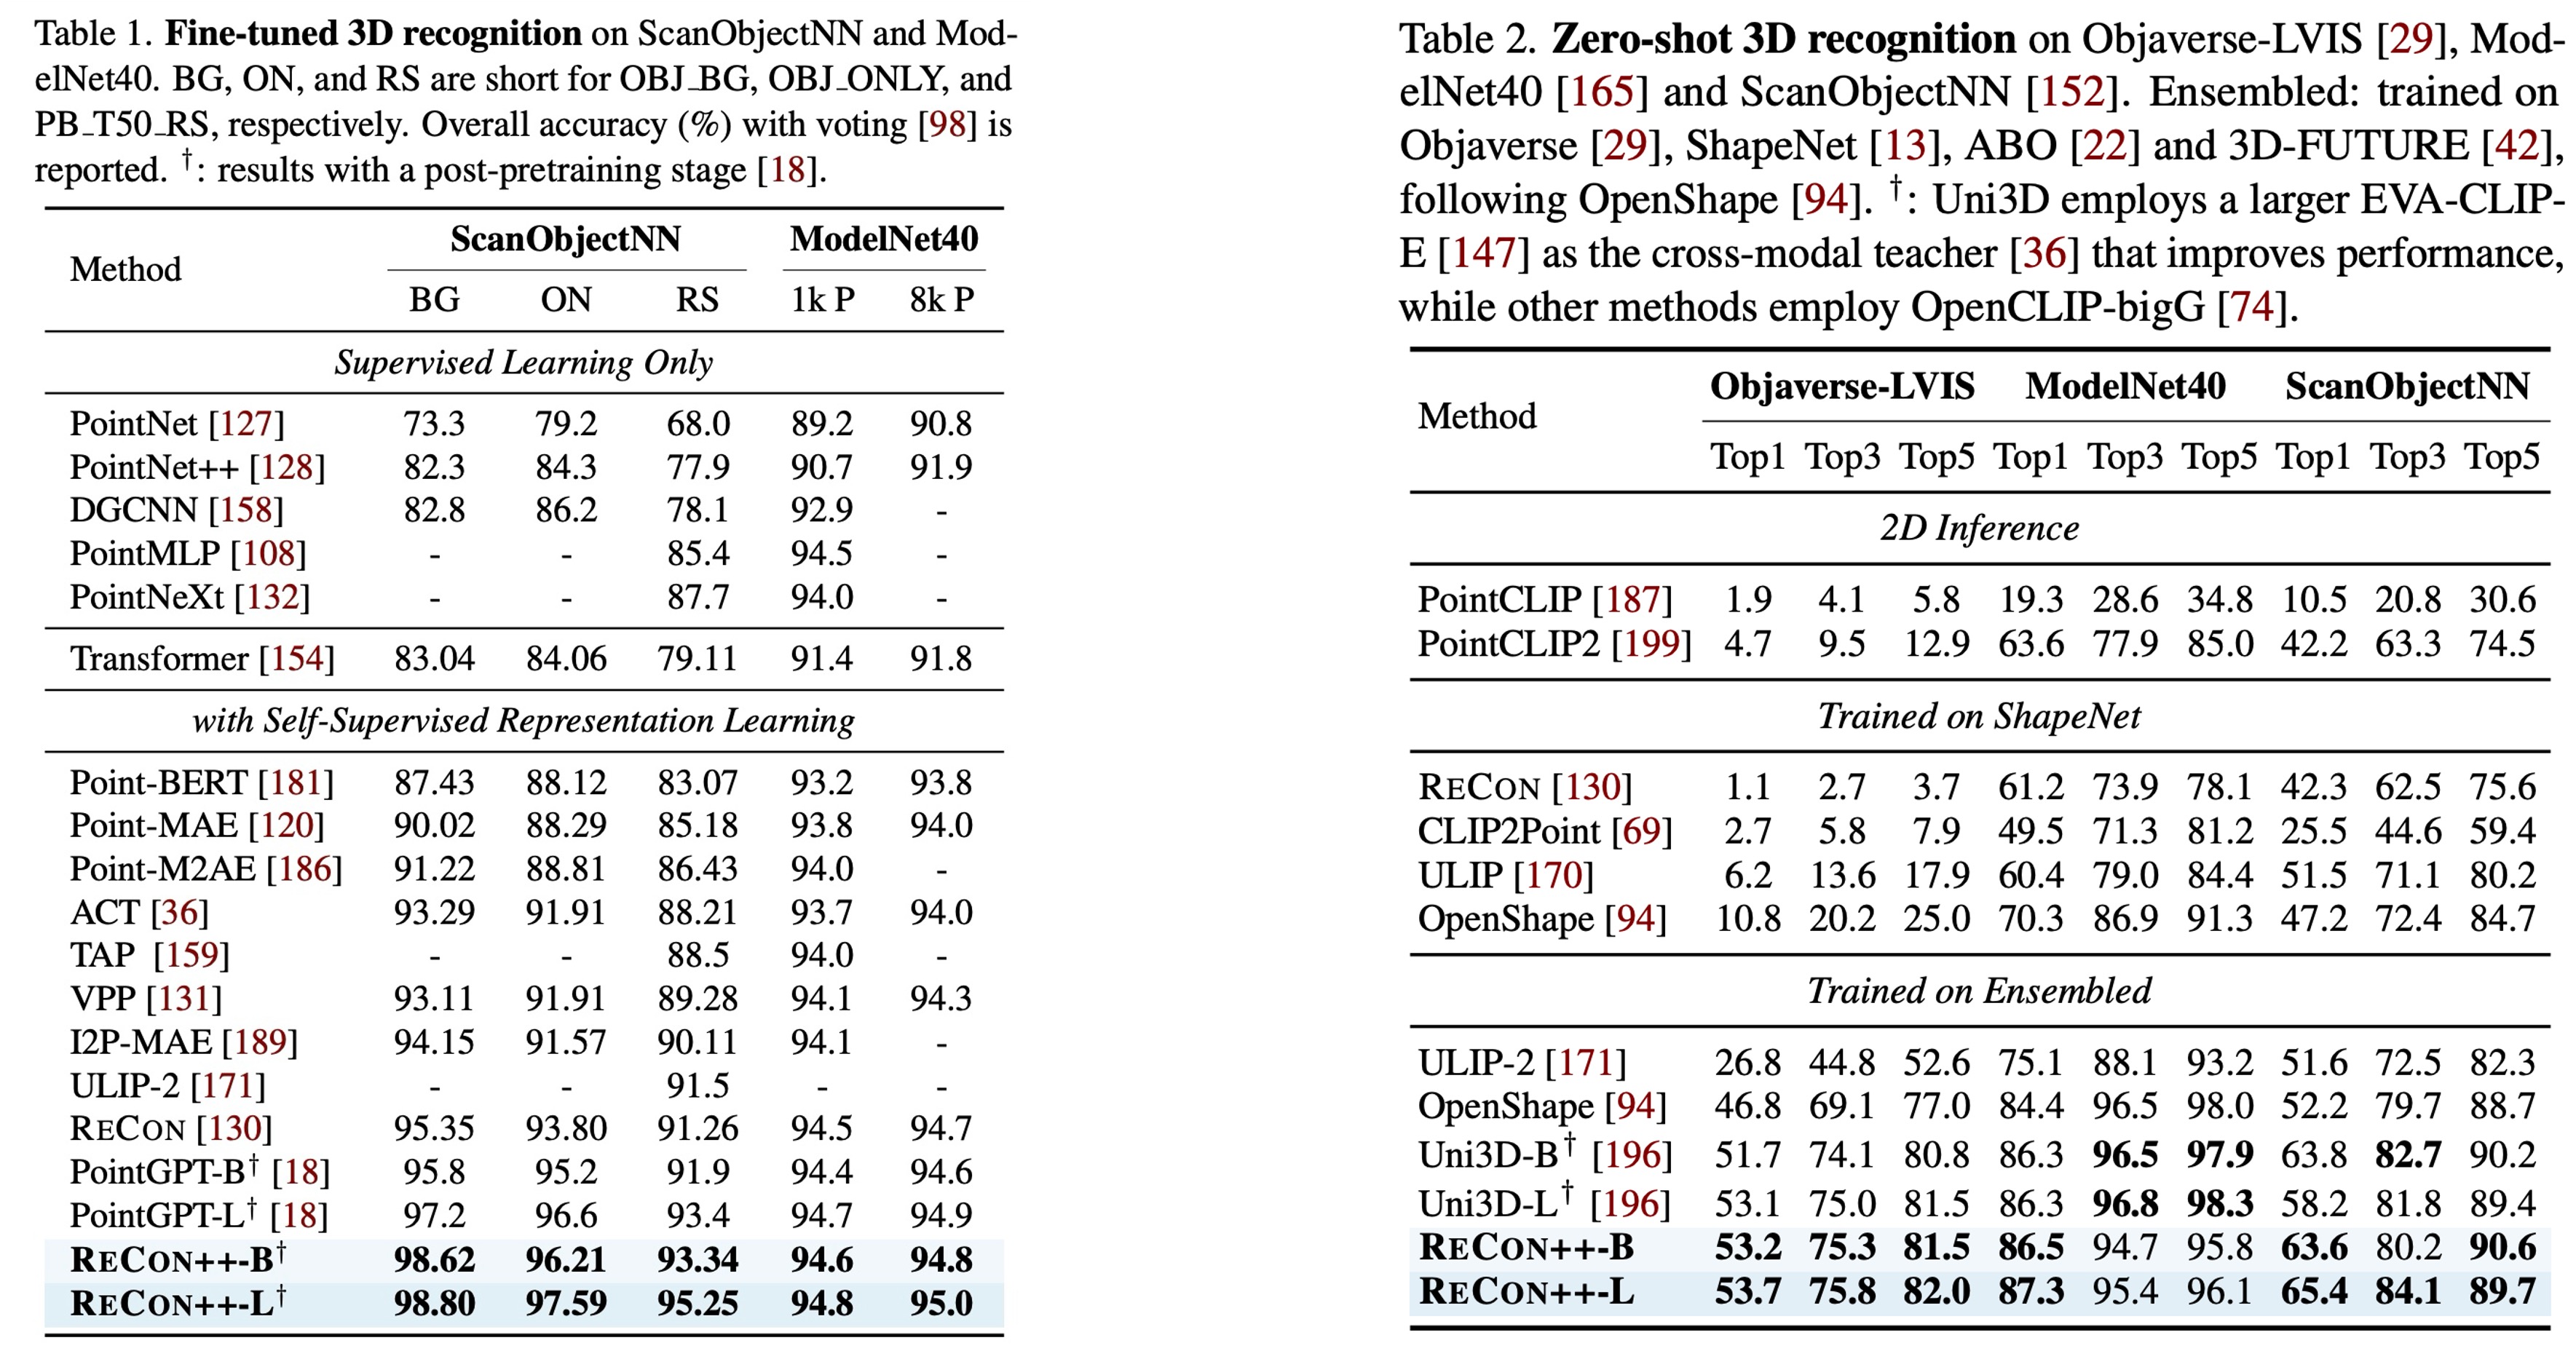 Table 1. Fine-tuned 3D recognition on ScanObjectNN and Mod-
elNet40. BG, ON, and RS are short for OBJ_BG, OBJ_ONLY, and
PB_T50_RS, respectively. Overall accuracy (%) with voting [98] is
reported. †: results with a post-pretraining stage [18].
Method ScanObjectNN ModelNet40
BG ON RS 1k P 8k P
Supervised Learning Only
PointNet [127] 73.3 79.2 68.0 89.2 90.8
PointNet++ [128] 82.3 84.3 77.9 90.7 91.9
DGCNN [158] 82.8 86.2 78.1 92.9 -
PointMLP [108] - - 85.4 94.5 -
PointNeXt [132] - - 87.7 94.0 -
Transformer [154] 83.04 84.06 79.11 91.4 91.8
with Self-Supervised Representation Learning
Point-BERT [181] 87.43 88.12 83.07 93.2 93.8
Point-MAE [120] 90.02 88.29 85.18 93.8 94.0
Point-M2AE [186] 91.22 88.81 86.43 94.0 -
ACT [36] 93.29 91.91 88.21 93.7 94.0
TAP [159] - - 88.5 94.0 -
VPP [131] 93.11 91.91 89.28 94.1 94.3
I2P-MAE [189] 94.15 91.57 90.11 94.1 -
ULIP-2 [171] - - 91.5 - -
RECON [130] 95.35 93.80 91.26 94.5 94.7
PointGPT-B† [18] 95.8 95.2 91.9 94.4 94.6
PointGPT-L† [18] 97.2 96.6 93.4 94.7 94.9
RECON++-B† 98.62 96.21 93.34 94.6 94.8
RECON++-L† 98.80 97.59 95.25 94.8 95.0
Table 2. Zero-shot 3D recognition on Objaverse-LVIS [29], Mod-
elNet40 [165] and ScanObjectNN [152]. Ensembled: trained on
Objaverse [29], ShapeNet [13], ABO [22] and 3D-FUTURE [42],
following OpenShape [94]. †: Uni3D employs a larger EVA-CLIP-
E [147] as the cross-modal teacher [36] that improves performance,
while other methods employ OpenCLIP-bigG [74].
Method Objaverse-LVIS ModelNet40 ScanObjectNN
Top1 Top3 Top5 Top1 Top3 Top5 Top1 Top3 Top5
2D Inference
PointCLIP [187] 1.9 4.1 5.8 19.3 28.6 34.8 10.5 20.8 30.6
PointCLIP2 [199] 4.7 9.5 12.9 63.6 77.9 85.0 42.2 63.3 74.5
Trained on ShapeNet
RECON [130] 1.1 2.7 3.7 61.2 73.9 78.1 42.3 62.5 75.6
CLIP2Point [69] 2.7 5.8 7.9 49.5 71.3 81.2 25.5 44.6 59.4
ULIP [170] 6.2 13.6 17.9 60.4 79.0 84.4 51.5 71.1 80.2
OpenShape [94] 10.8 20.2 25.0 70.3 86.9 91.3 47.2 72.4 84.7
Trained on Ensembled
ULIP-2 [171] 26.8 44.8 52.6 75.1 88.1 93.2 51.6 72.5 82.3
OpenShape [94] 46.8 69.1 77.0 84.4 96.5 98.0 52.2 79.7 88.7
Uni3D-B† [196] 51.7 74.1 80.8 86.3 96.5 97.9 63.8 82.7 90.2
Uni3D-L† [196] 53.1 75.0 81.5 86.3 96.8 98.3 58.2 81.8 89.4
RECON++-B 53.2 75.3 81.5 86.5 94.7 95.8 63.6 80.2 90.6
RECON++-L 53.7 75.8 82.0 87.3 95.4 96.1 65.4 84.1 89.7